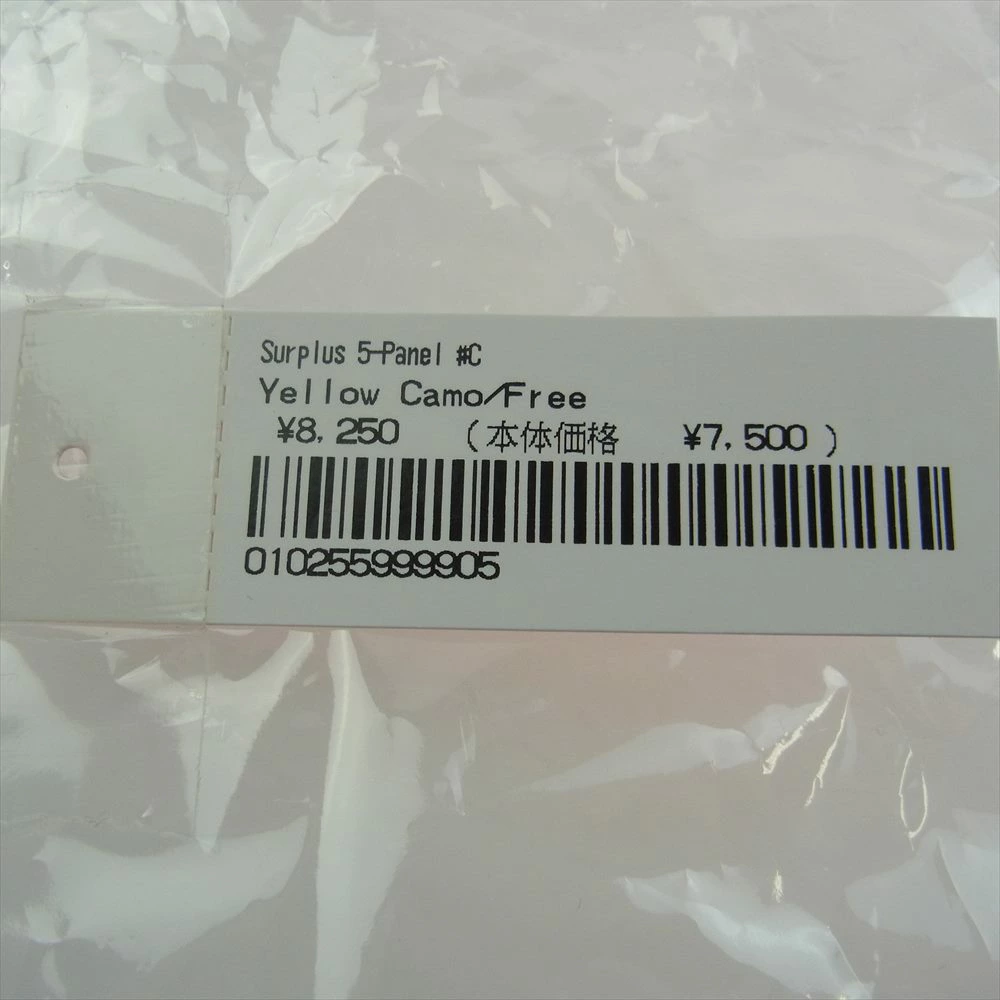 Surplus 5-Panel #C
Yellow Camo/Free
¥8,250 (本体価格 ¥7,500)
010255999905